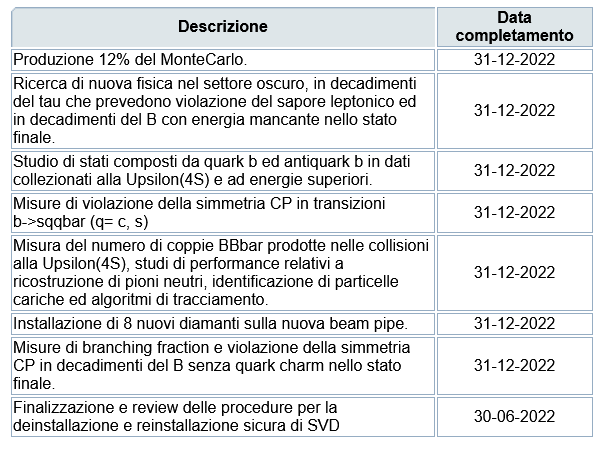 Descrizione
Data
completamento
Produzione 12% del MonteCarlo.
31-12-2022
Ricerca di nuova fisica nel settore oscuro, in decadimenti
del tau che prevedono violazione del sapore leptonico ed
in decadimenti del B con energia mancante nello stato
finale.
31-12-2022
Studio di stati composti da quark b ed antiquark b in dati
collezionati alla Upsilon(4S) e ad energie superiori.
31-12-2022
Misure di violazione della simmetria CP in transizioni
b->sqqbar (q= c, s)
31-12-2022
Misura del numero di coppie BBbar prodotte nelle collisioni
alla Upsilon(4S), studi di performance relativi a
ricostruzione di pioni neutri, identificazione di particelle
cariche ed algoritmi di tracciamento.
31-12-2022
Installazione di 8 nuovi diamanti sulla nuova beam pipe.
31-12-2022
Misure di branching fraction e violazione della simmetria
CP in decadimenti del B senza quark charm nello stato
finale.
31-12-2022
Finalizzazione e review delle procedure per la
deinstallazione e reinstallazione sicura di SVD
30-06-2022